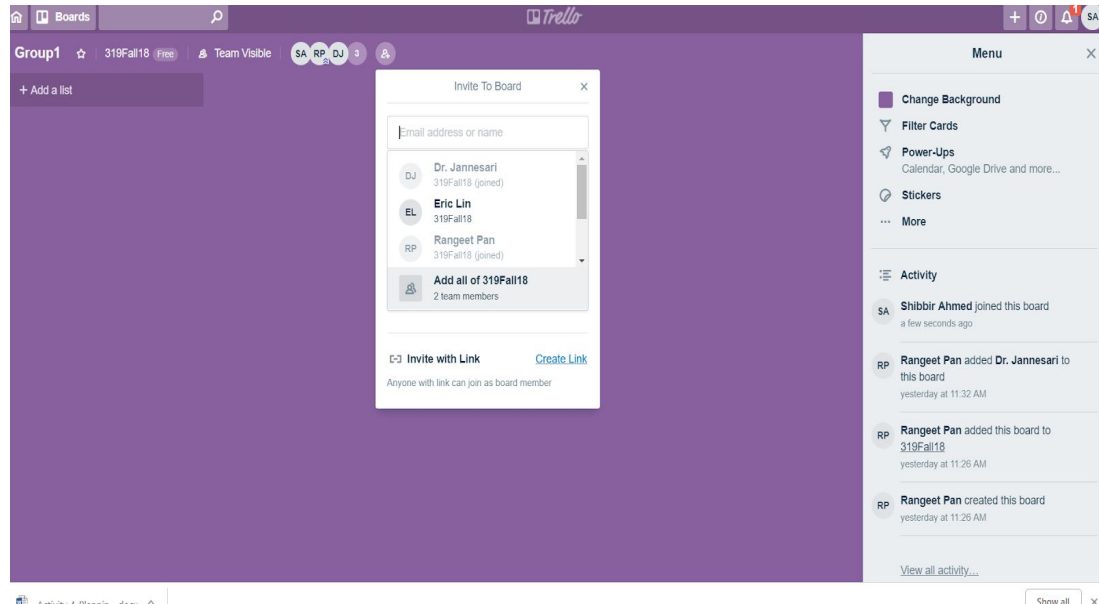 Boards
Trello
1
SA
Group1
319Fall18 Free
Team Visible
SA RP DJ 3
+ Add a list
Invite To Board
Email address or name
DJ
Dr. Jannesari
319Fall18 (joined)
EL
Eric Lin
319Fall18
RP
Rangeet Pan
319Fall18 (joined)
Add all of 319Fall18
2 team members
Invite with Link
Create Link
Anyone with link can join as board member
Menu
Change Background
Filter Cards
Power-Ups
Calendar, Google Drive and more...
Stickers
More
Activity
SA
Shibbir Ahmed joined this board
a few seconds ago
RP
Rangeet Pan added Dr. Jannesari to
this board
yesterday at 11:32 AM
RP
Rangeet Pan added this board to
319Fall18
yesterday at 11:26 AM
RP
Rangeet Pan created this board
yesterday at 11:26 AM
View all activity...
Show all